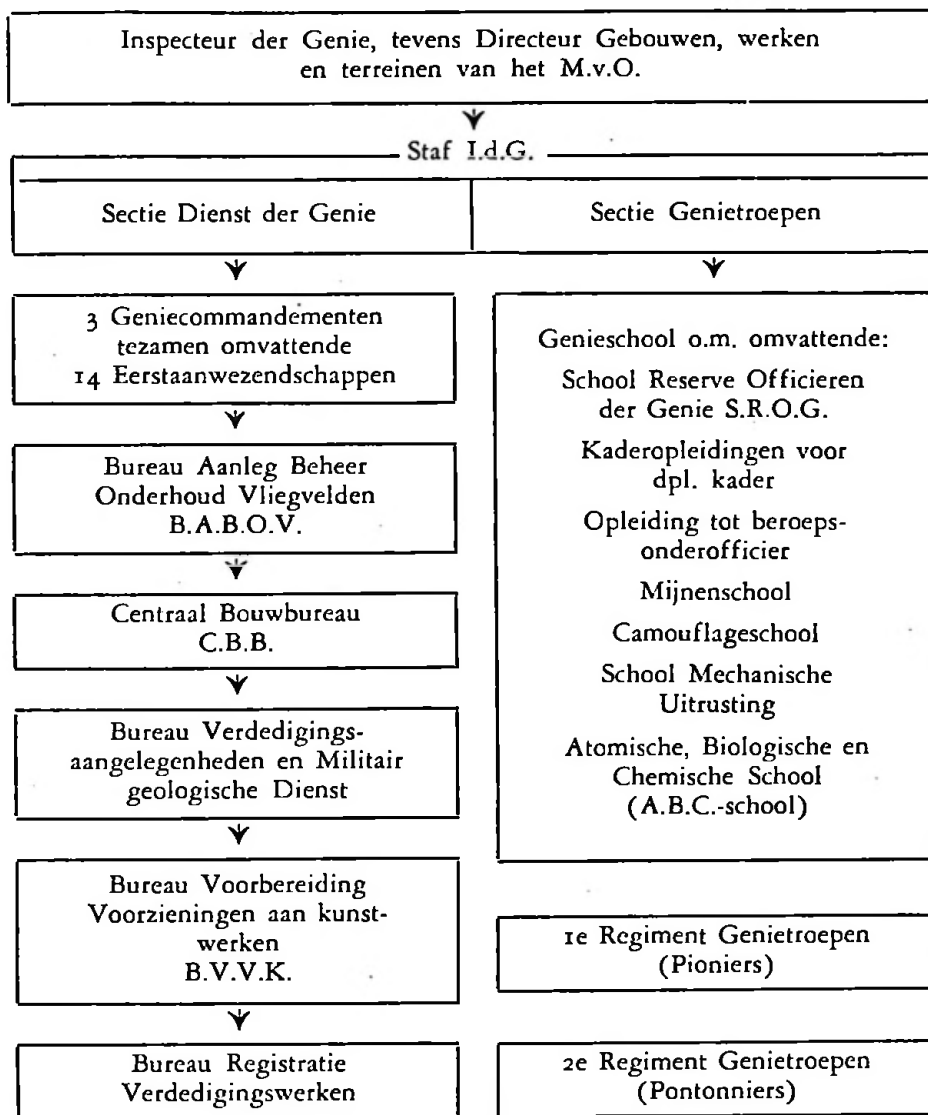 Inspecteur der Genie, tevens Directeur Gebouwen, werken
en terreinen van het M.v.O.
Staf I.d.G.
Sectie Dienst der Genie
Sectie Genietroepen
3 Geniecommandementen
tezamen omvattende
14 Eerstaanwezendschappen
Bureau Aanleg Beheer
Onderhoud Vliegvelden
B.A.B.O.V.
Centraal Bouwbureau
C.B.B.
Bureau Verdedigings-
aangelegenheden en Militair
geologische Dienst
Bureau Voorbereiding
Voorzieningen aan kunst-
werken
B.V.V.K.
Bureau Registratie
Verdedigingswerken
Genieschool o.m. omvattende:
School Reserve Officieren
der Genie S.R.O.G.
Kaderopleidingen voor
dpl. kader
Opleiding tot beroeps-
onderofficier
Mijnenschool
Camouflageschool
School Mechanische
Uitrusting
Atomische, Biologische en
Chemische School
(A.B.C.-school)
1e Regiment Genietroepen
(Pioniers)
2e Regiment Genietroepen
(Pontonniers)